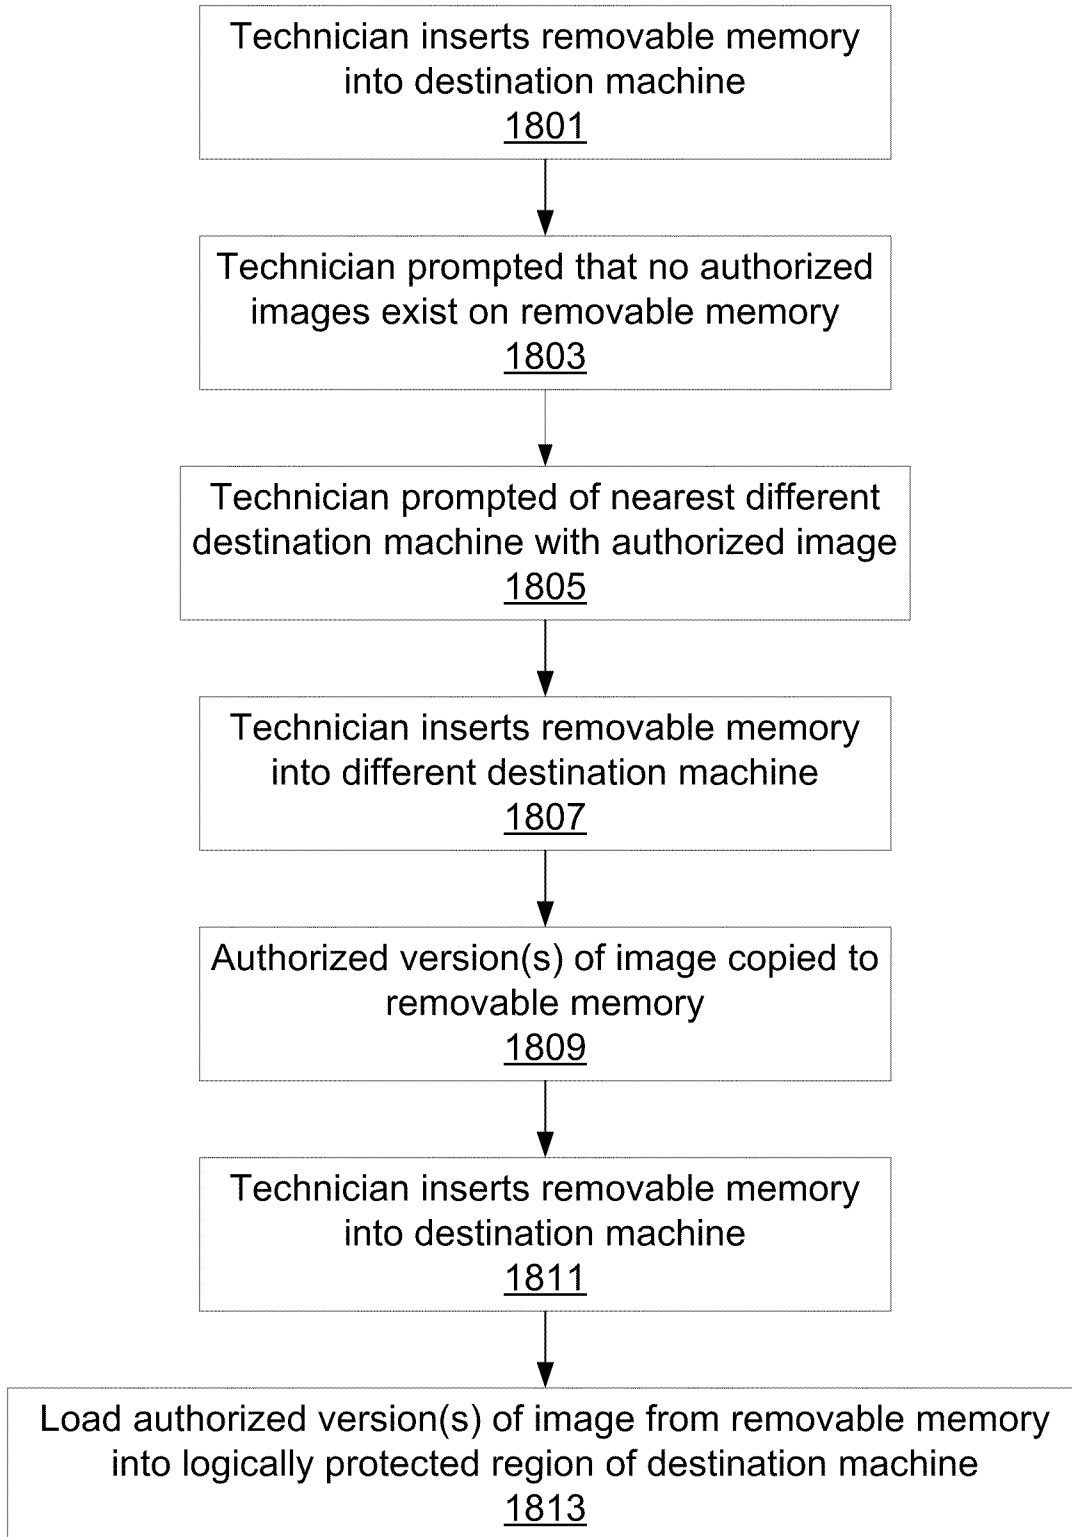 Technician inserts removable memory
into destination machine
1801
Technician prompted that no authorized
images exist on removable memory
1803
Technician prompted of nearest different
destination machine with authorized image
1805
Technician inserts removable memory
into different destination machine
1807
Authorized version(s) of image copied to
removable memory
1809
Technician inserts removable memory
into destination machine
1811
Load authorized version(s) of image from removable memory
into logically protected region of destination machine
1813